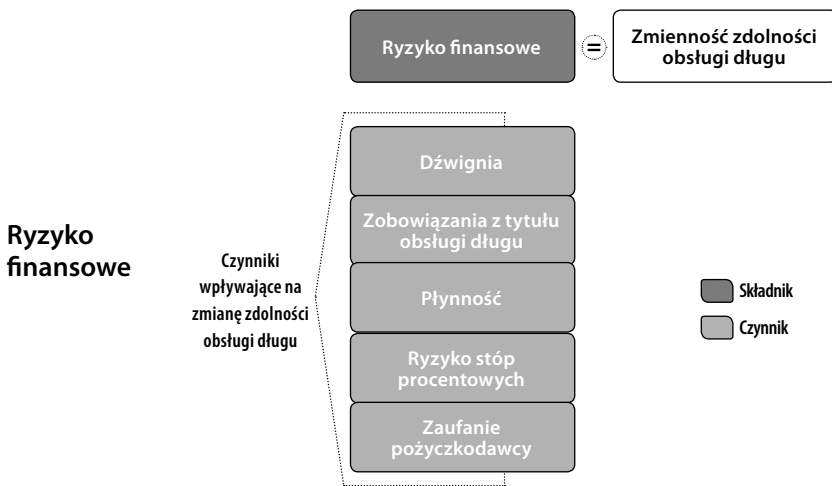 Ryzyko finansowe
=
Zmienność zdolności
obsługi długu
Ryzyko
finansowe
Czynniki
wpływające na
zmianę zdolności
obsługi długu
Dźwignia
Zobowiązania z tytułu
obsługi długu
Płynność
Ryzyko stóp
procentowych
Zaufanie
pożyczkodawcy
Składnik
Czynnik